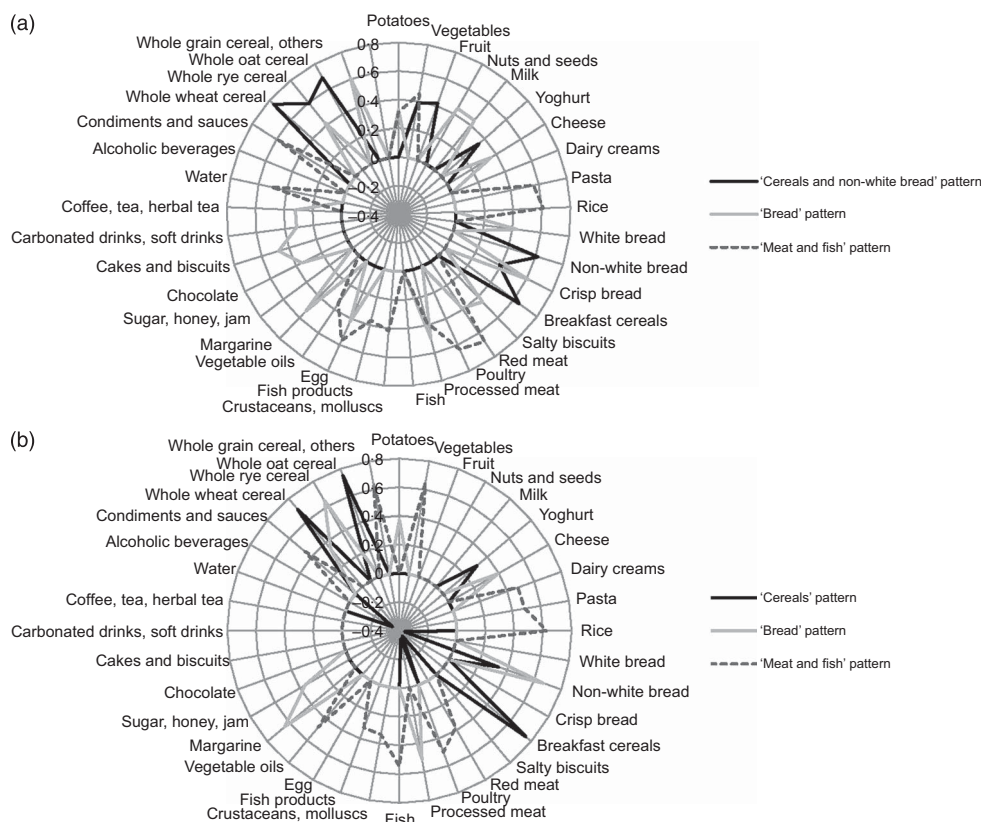 (a)
Potatoes
Vegetables
Fruit
Nuts and seeds
Milk
Yoghurt
Cheese
Dairy creams
Pasta
Rice
White bread
Non-white bread
Crisp bread
Breakfast cereals
Salty biscuits
Red meat
Poultry
Processed meat
Fish
Crustaceans, molluscs
Fish products
Egg
Vegetable oils
Margarine
Sugar, honey, jam
Chocolate
Cakes and biscuits
Carbonated drinks, soft drinks
Coffee, tea, herbal tea
Water
Alcoholic beverages
Condiments and sauces
Whole wheat cereal
Whole rye cereal
Whole oat cereal
Whole grain cereal, others
0·8
0·6
0·4
0·2
0
−0·2
−0·4
'Cereals and non-white bread' pattern
'Bread' pattern
'Meat and fish' pattern
(b)
Potatoes
Vegetables
Fruit
Nuts and seeds
Milk
Yoghurt
Cheese
Dairy creams
Pasta
Rice
White bread
Non-white bread
Crisp bread
Breakfast cereals
Salty biscuits
Red meat
Poultry
Processed meat
Fish
Crustaceans, molluscs
Fish products
Egg
Vegetable oils
Margarine
Sugar, honey, jam
Chocolate
Cakes and biscuits
Carbonated drinks, soft drinks
Coffee, tea, herbal tea
Water
Alcoholic beverages
Condiments and sauces
Whole wheat cereal
Whole rye cereal
Whole oat cereal
Whole grain cereal, others
0·8
0·6
0·4
0·2
0
−0·2
−0·4
'Cereals' pattern
'Bread' pattern
'Meat and fish' pattern